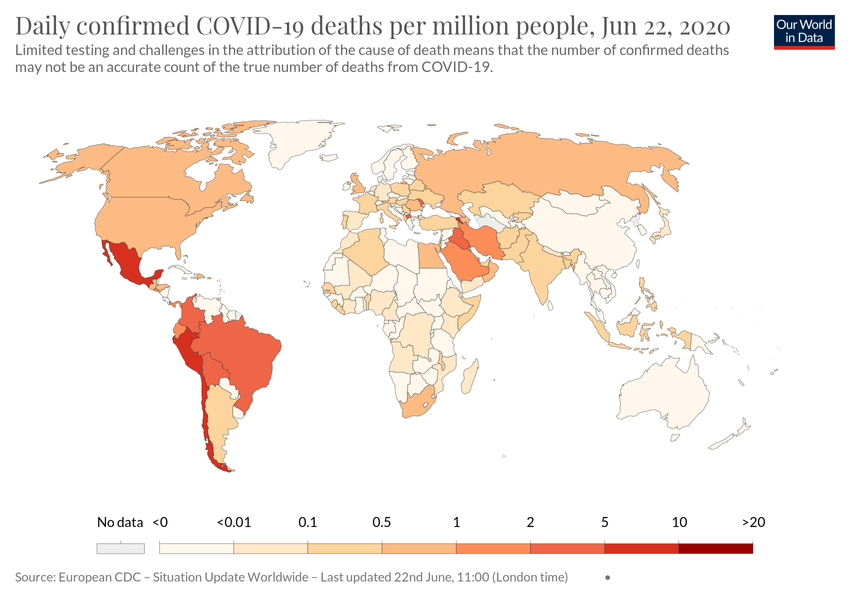 Daily confirmed COVID-19 deaths per million people, Jun 22, 2020
Our World
in Data
Limited testing and challenges in the attribution of the cause of death means that the number of confirmed deaths
may not be an accurate count of the true number of deaths from COVID-19.
No data <0 <0.01 0.1 0.5 1 2 5 10 >20
Source: European CDC – Situation Update Worldwide – Last updated 22nd June, 11:00 (London time) •